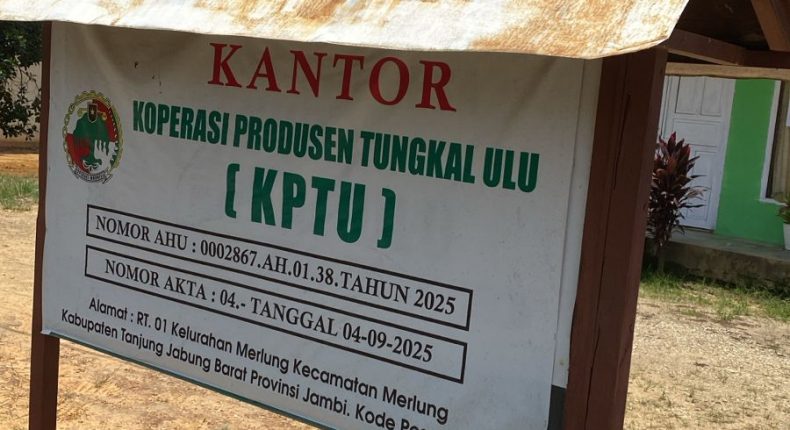 KANTOR
KOPERASI PRODUSEN TUNGKAL ULU
( KPTU )
NOMOR AHU : 0002867.AH.01.38.TAHUN 2025
NOMOR AKTA : 04.- TANGGAL 04-09-2025
Alamat : RT. 01 Kelurahan Merlung Kecamatan Merlung
Kabupaten Tanjung Jabung Barat Provinsi Jambi. Kode